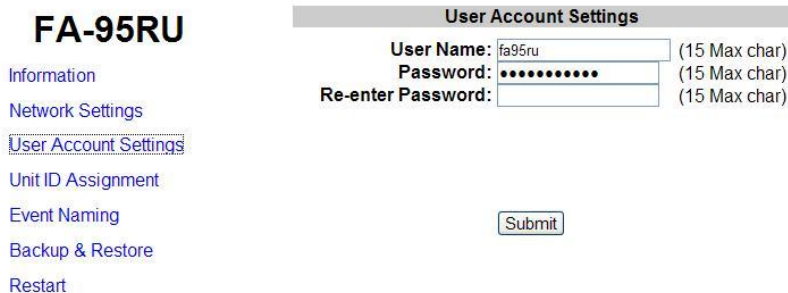 FA-95RU
Information
Network Settings
User Account Settings
Unit ID Assignment
Event Naming
Backup & Restore
Restart
User Account Settings
User Name: fa95ru (15 Max char)
Password: ●●●●●●●●●●● (15 Max char)
Re-enter Password: (15 Max char)
Submit